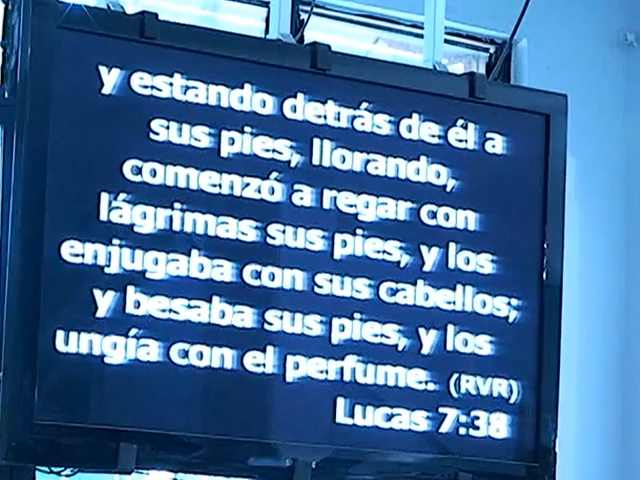 y estando detrás de él a
sus pies, llorando,
comenzó a regar con
lágrimas sus pies, y los
enjugaba con sus cabellos;
y besaba sus pies, y los
ungía con el perfume. (RVR)
Lucas 7:38